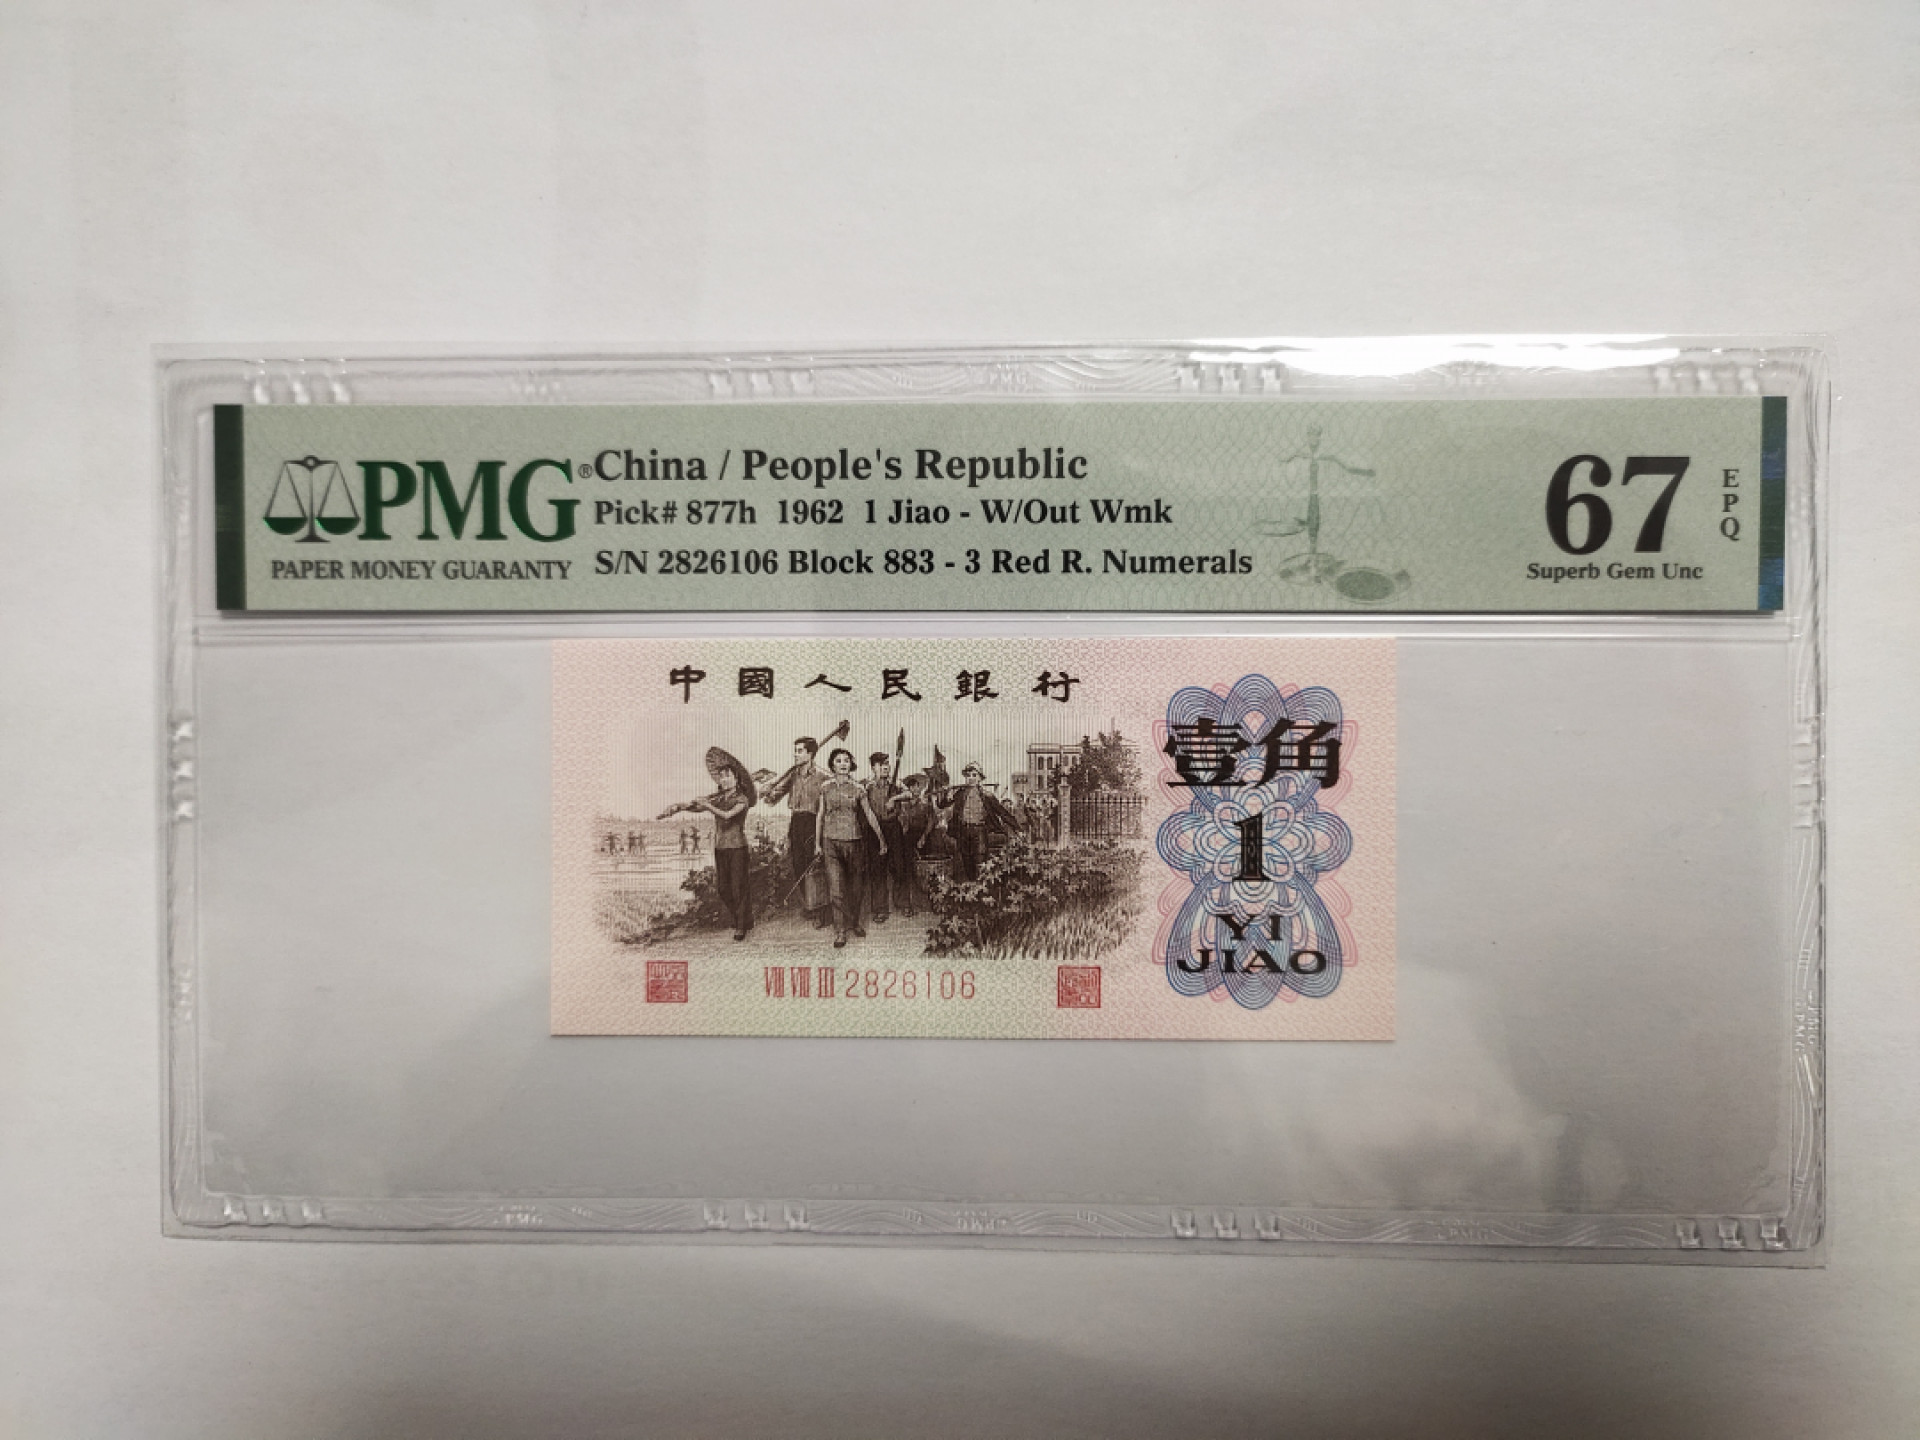 PMG®
PAPER MONEY GUARANTY
China / People's Republic
Pick# 877h 1962 1 Jiao - W/Out Wmk
S/N 2826106 Block 883 - 3 Red R. Numerals
67
EPQ
Superb Gem Unc
中國人民銀行
壹角
1
YI
JIAO
VIII VIII III 2826106